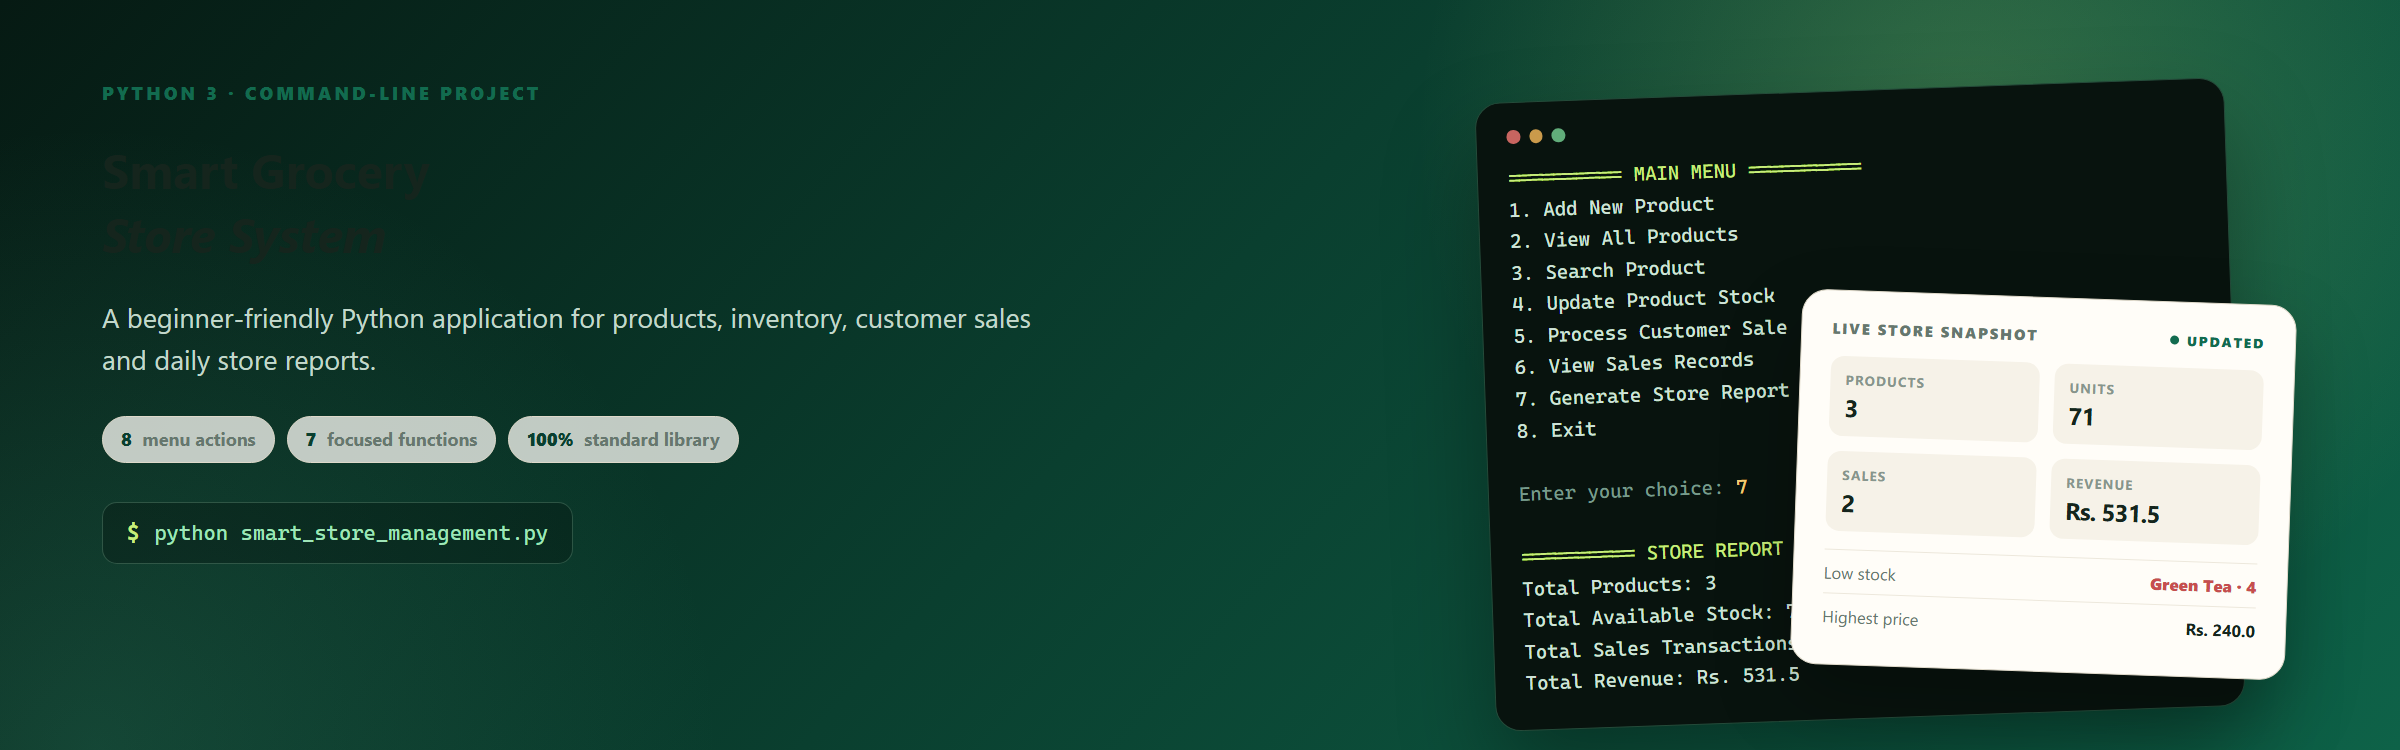 PYTHON 3 · COMMAND-LINE PROJECT
Smart Grocery
Store System
A beginner-friendly Python application for products, inventory, customer sales
and daily store reports.
8 menu actions
7 focused functions
100% standard library
$ python smart_store_management.py
══════════ MAIN MENU ══════════
1. Add New Product
2. View All Products
3. Search Product
4. Update Product Stock
5. Process Customer Sale
6. View Sales Records
7. Generate Store Report
8. Exit
Enter your choice: 7
══════════ STORE REPORT
Total Products: 3
Total Available Stock:
Total Sales Transactions
Total Revenue: Rs. 531.5
LIVE STORE SNAPSHOT
● UPDATED
PRODUCTS
3
UNITS
71
SALES
2
REVENUE
Rs. 531.5
Low stock
Green Tea · 4
Highest price
Rs. 240.0